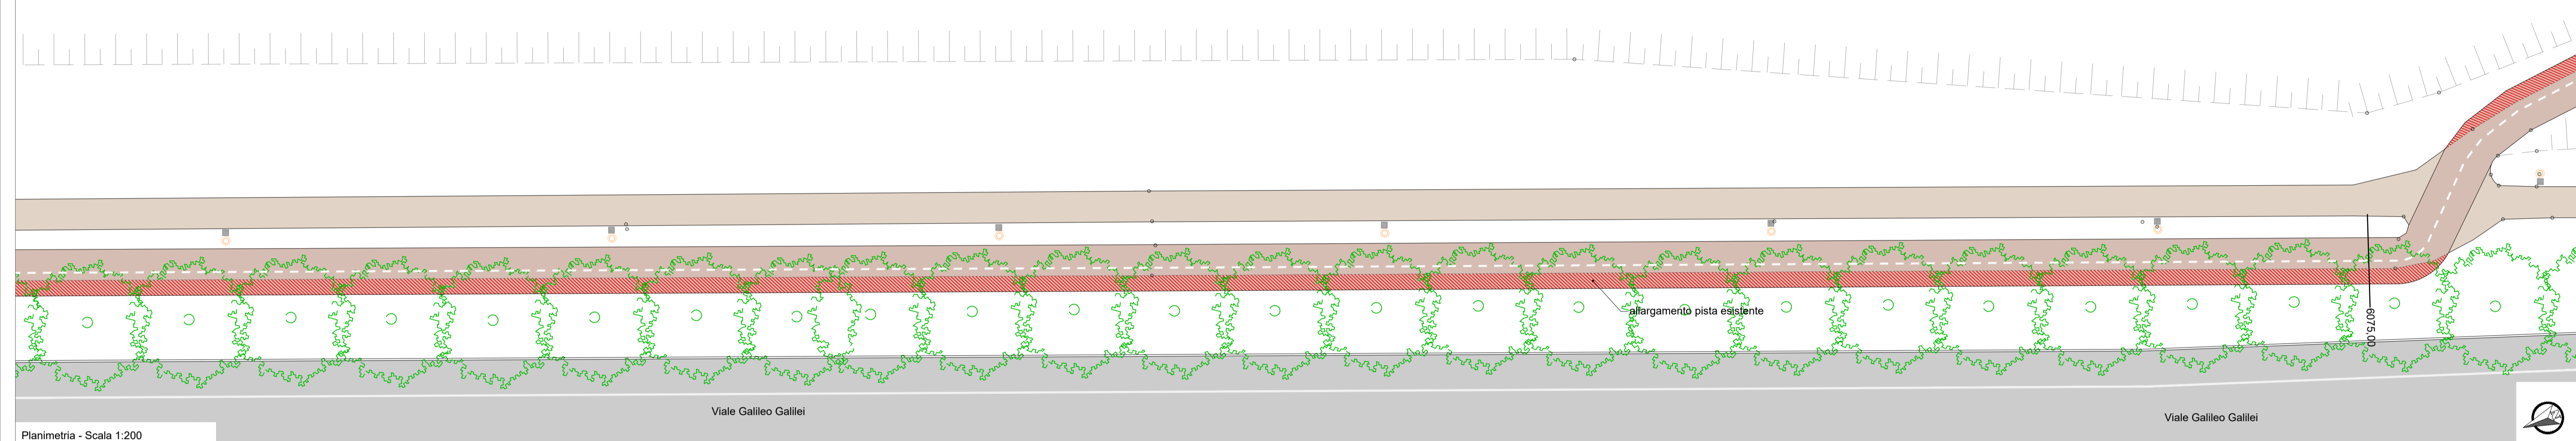 allargamento pista esistente
6075.00
Viale Galileo Galilei
Viale Galileo Galilei
Planimetria - Scala 1:200